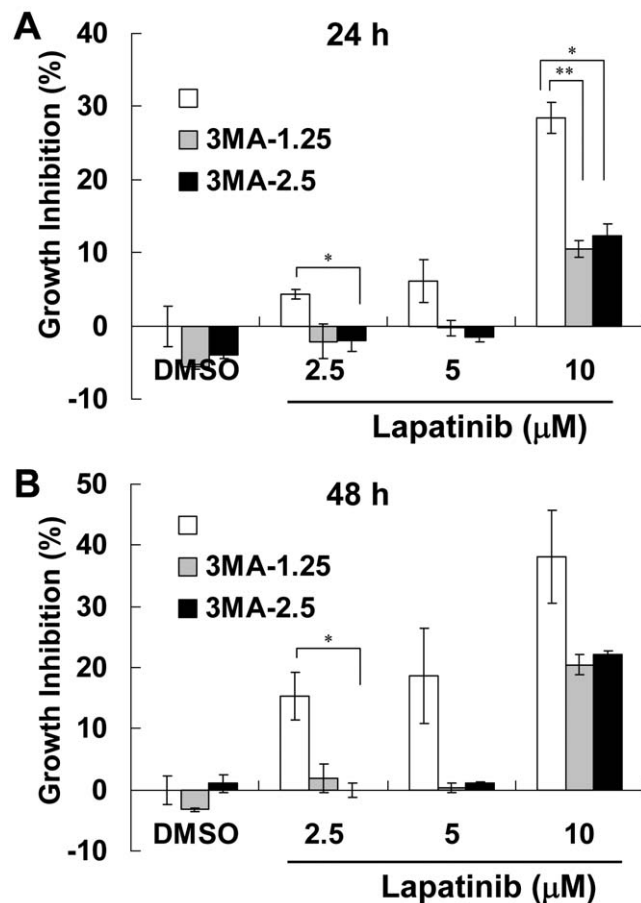 A
24 h
Growth Inhibition (%)
40
30
20
10
0
-10
3MA-1.25
3MA-2.5
*
*
**
DMSO 2.5 5 10
Lapatinib (μM)
B
48 h
Growth Inhibition (%)
50
40
30
20
10
0
-10
3MA-1.25
3MA-2.5
*
DMSO 2.5 5 10
Lapatinib (μM)